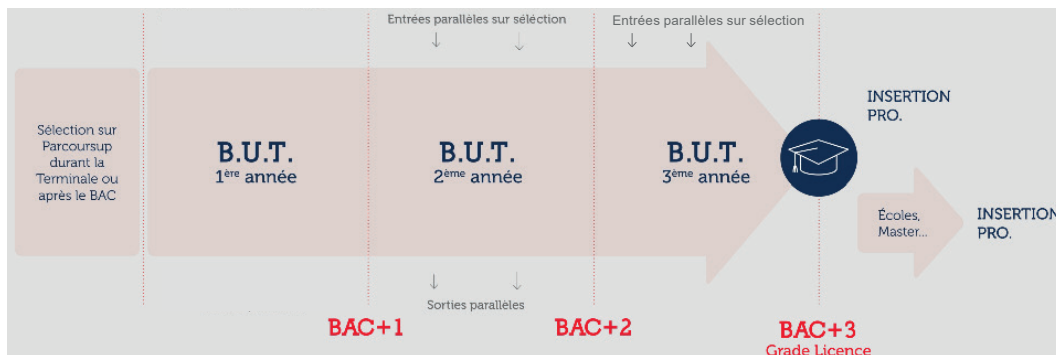 Entrées parallèles sur séléction
Entrées parallèles sur sélection
Sélection sur
Parcoursup
durant la
Terminale ou
après le BAC
B.U.T.
1ère année
B.U.T.
2ème année
B.U.T.
3ème année
INSERTION
PRO.
Écoles,
Master...
INSERTION
PRO.
Sorties parallèles
BAC+1
BAC+2
BAC+3
Grade Licence